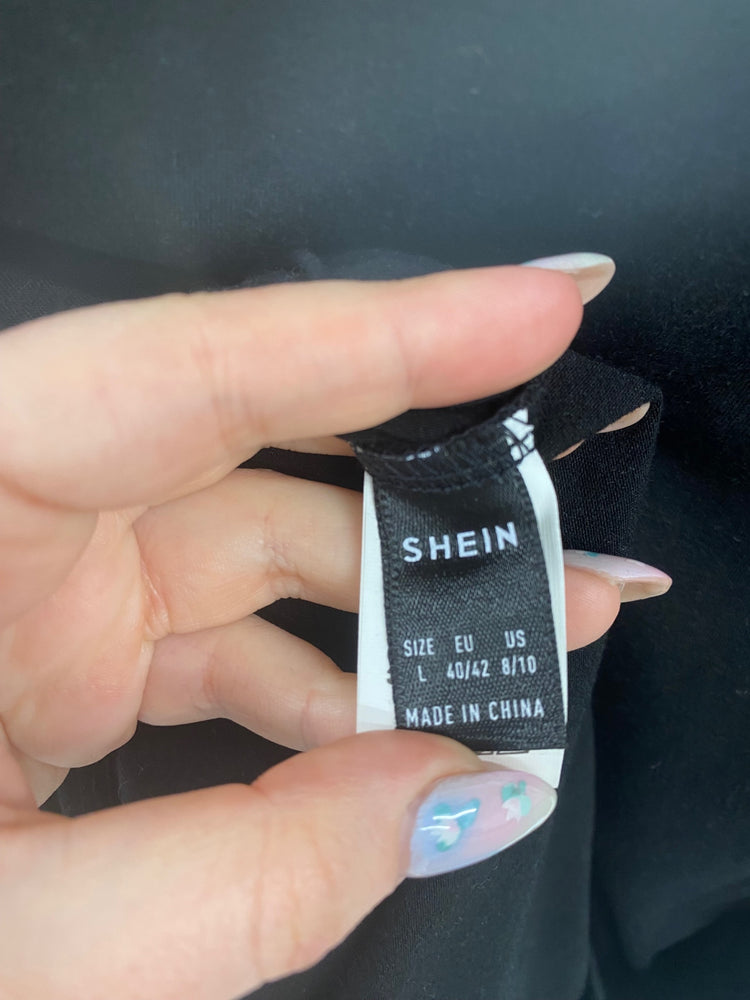 SHEIN
SIZE EU US
L 40/42 8/10
MADE IN CHINA